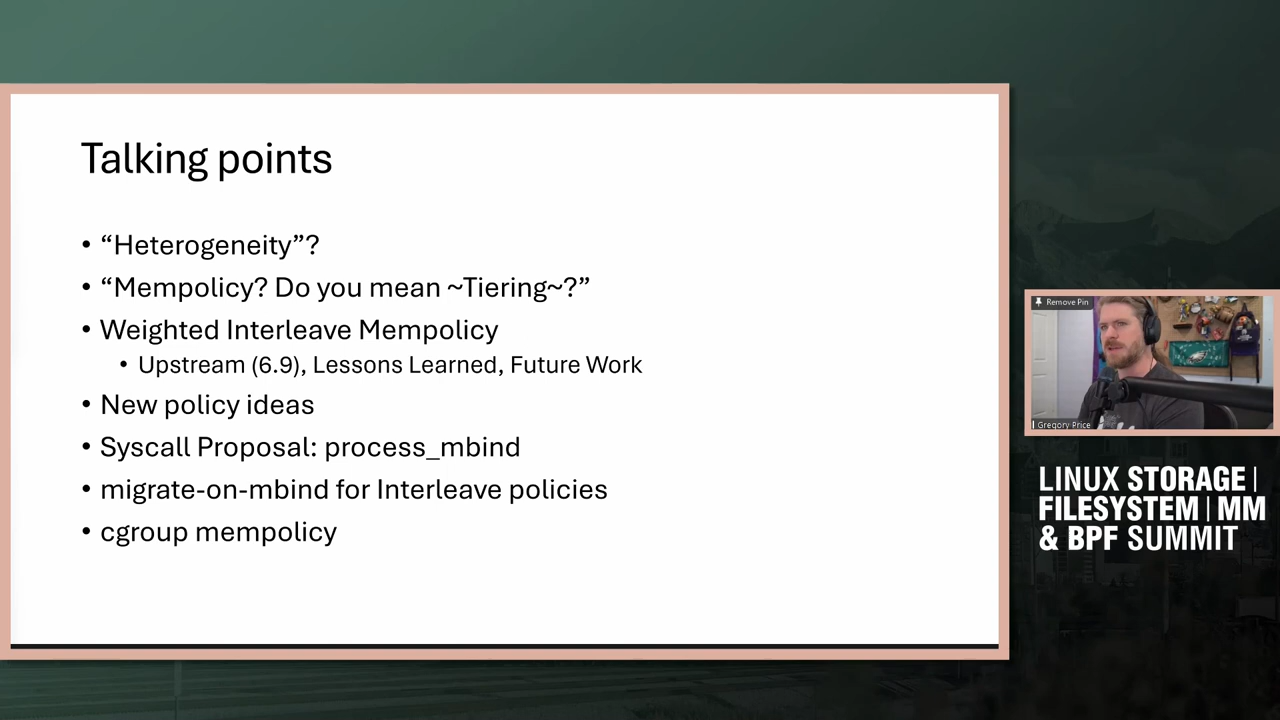 Talking points
• “Heterogeneity”?
• “Mempolicy? Do you mean ~Tiering~?”
• Weighted Interleave Mempolicy
• Upstream (6.9), Lessons Learned, Future Work
• New policy ideas
• Syscall Proposal: process_mbind
• migrate-on-mbind for Interleave policies
• cgroup mempolicy
Remove Pin
Gregory Price
LINUX STORAGE |
FILESYSTEM | MM
& BPF SUMMIT